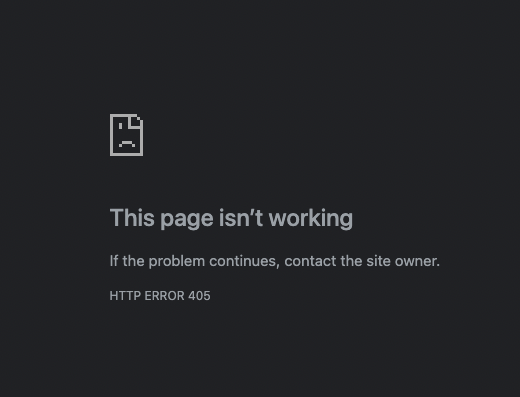 This page isn’t working
If the problem continues, contact the site owner.
HTTP ERROR 405